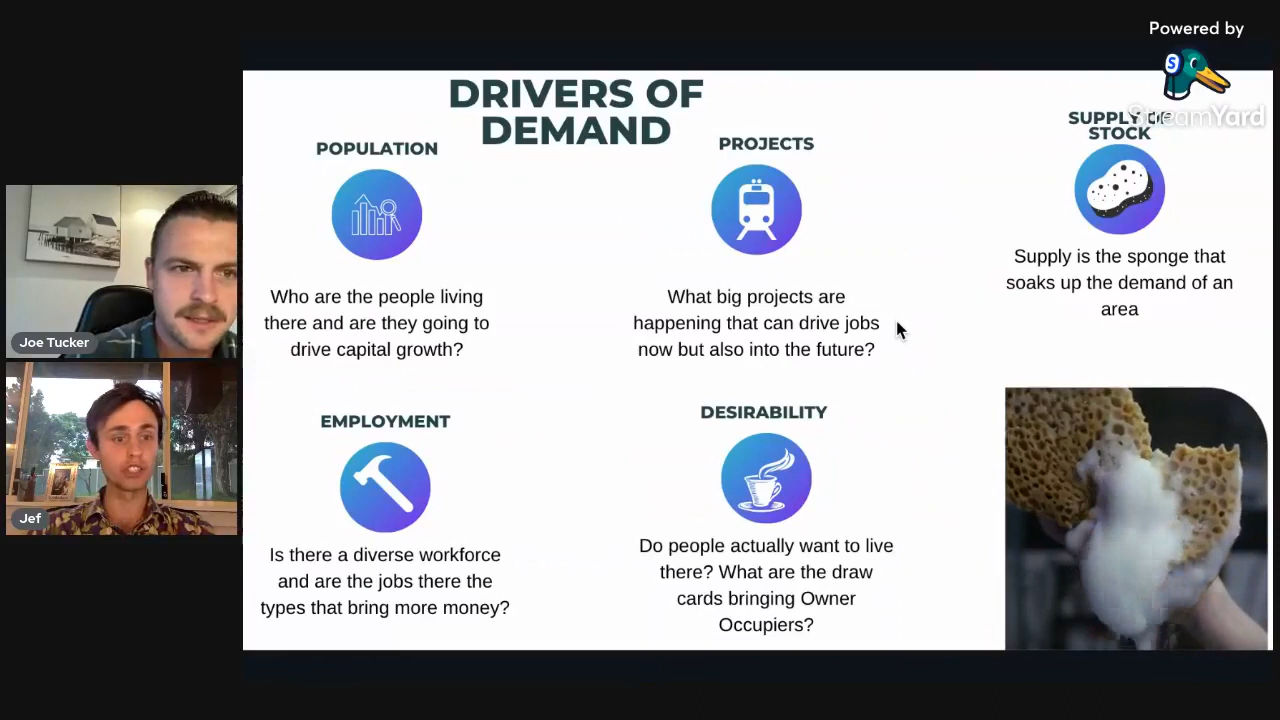 Powered by
StreamYard
DRIVERS OF
DEMAND
POPULATION
Who are the people living
there and are they going to
drive capital growth?
PROJECTS
What big projects are
happening that can drive jobs
now but also into the future?
SUPPLY OF
STOCK
Supply is the sponge that
soaks up the demand of an
area
EMPLOYMENT
Is there a diverse workforce
and are the jobs there the
types that bring more money?
DESIRABILITY
Do people actually want to live
there? What are the draw
cards bringing Owner
Occupiers?
Joe Tucker
Jef
S